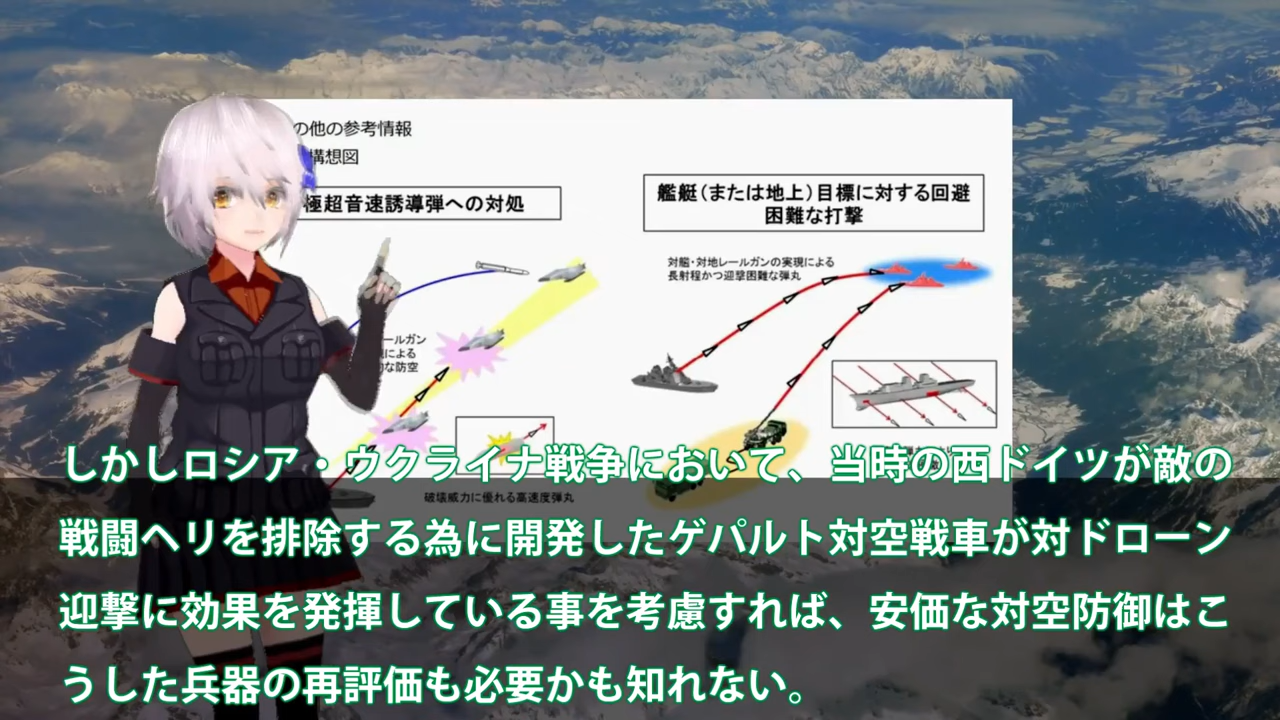 の他の参考情報
構想図
極超音速誘導弾への対処
艦艇（または地上）目標に対する回避
困難な打撃
対艦・対地レールガンの実現による
長射程かつ迎撃困難な弾丸
ールガン
による
な防空
破壊威力に優れる高速度弾丸
しかしロシア・ウクライナ戦争において、当時の西ドイツが敵の
戦闘ヘリを排除する為に開発したゲパルト対空戦車が対ドローン
迎撃に効果を発揮している事を考慮すれば、安価な対空防御はこ
うした兵器の再評価も必要かも知れない。